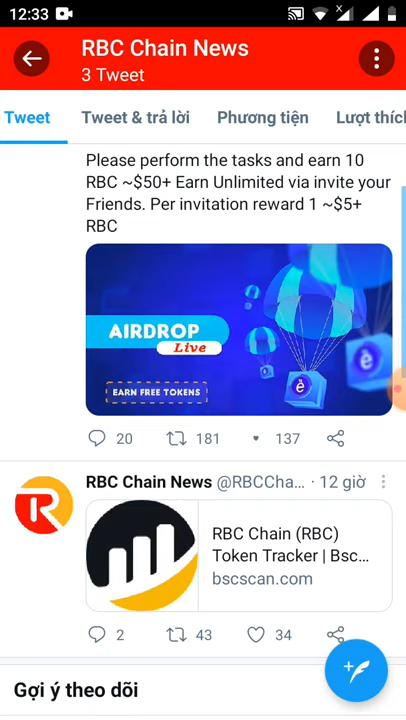 12:33
RBC Chain News
3 Tweet
Tweet Tweet & trả lời Phương tiện Lượt thích
Please perform the tasks and earn 10
RBC ~$50+ Earn Unlimited via invite your
Friends. Per invitation reward 1 ~$5+
RBC
AIRDROP
Live
EARN FREE TOKENS
20 181 137
RBC Chain News @RBCCha... · 12 giờ
RBC Chain (RBC)
Token Tracker | Bsc...
bscscan.com
2 43 34
Gợi ý theo dõi